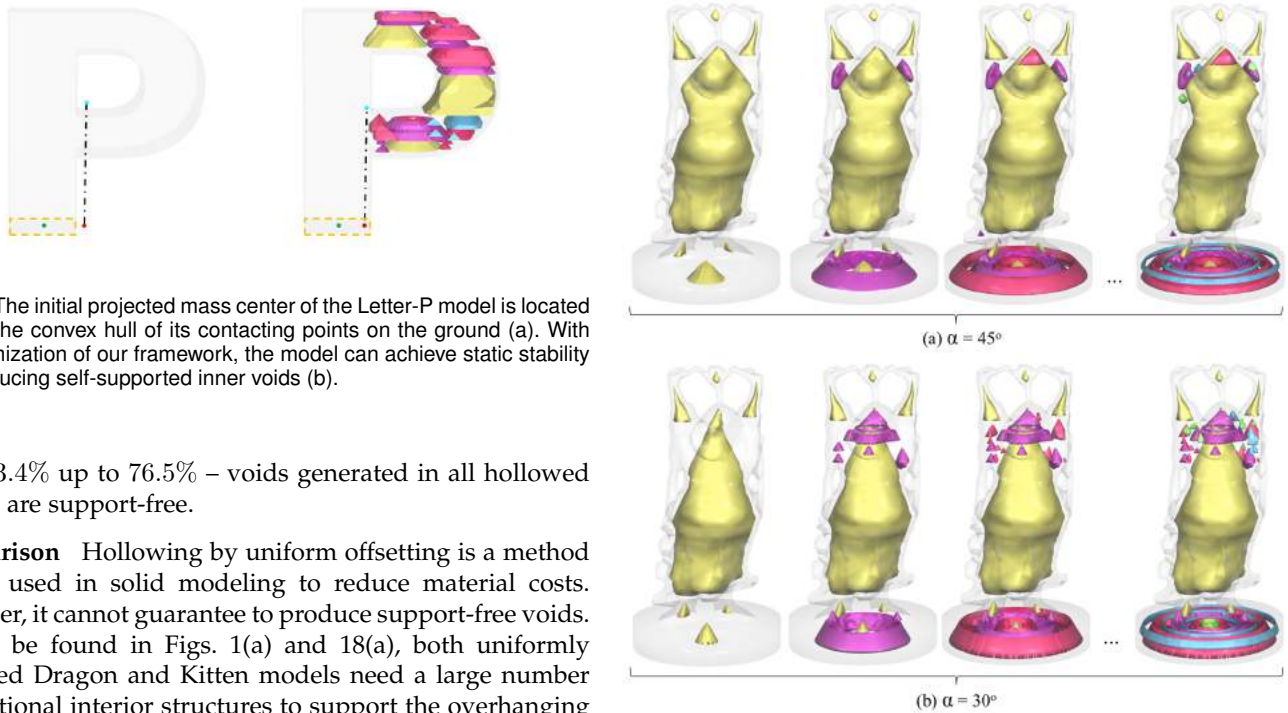 The initial projected mass center of the Letter-P model is located
he convex hull of its contacting points on the ground (a). With
nization of our framework, the model can achieve static stability
ucing self-supported inner voids (b).
3.4% up to 76.5% – voids generated in all hollowed
are support-free.
rison Hollowing by uniform offsetting is a method
used in solid modeling to reduce material costs.
er, it cannot guarantee to produce support-free voids.
be found in Figs. 1(a) and 18(a), both uniformly
ed Dragon and Kitten models need a large number
tional interior structures to support the overhanging
...
(a) α = 45°
...
(b) α = 30°